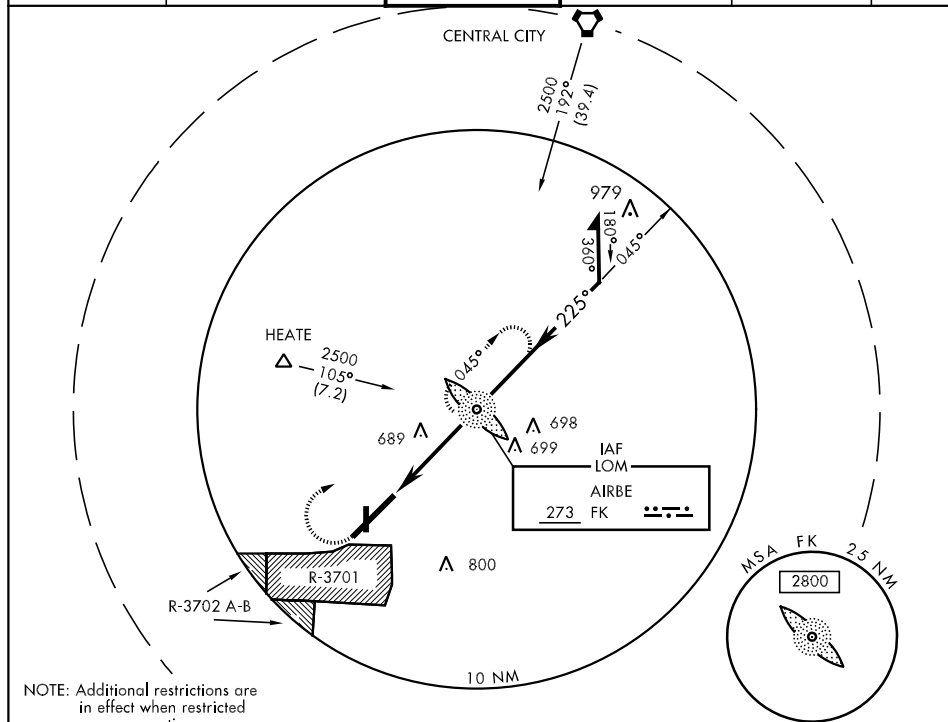 CENTRAL CITY
2500
192°
(39.4)
979
180°
360°
045°
225°
HEATE
2500
105°
(7.2)
045°
689
698
699
IAF
LOM
AIRBE
273 FK
R-3701
800
R-3702 A-B
MSA FK 25 NM
2800
10 NM
NOTE: Additional restrictions are
in effect when restricted